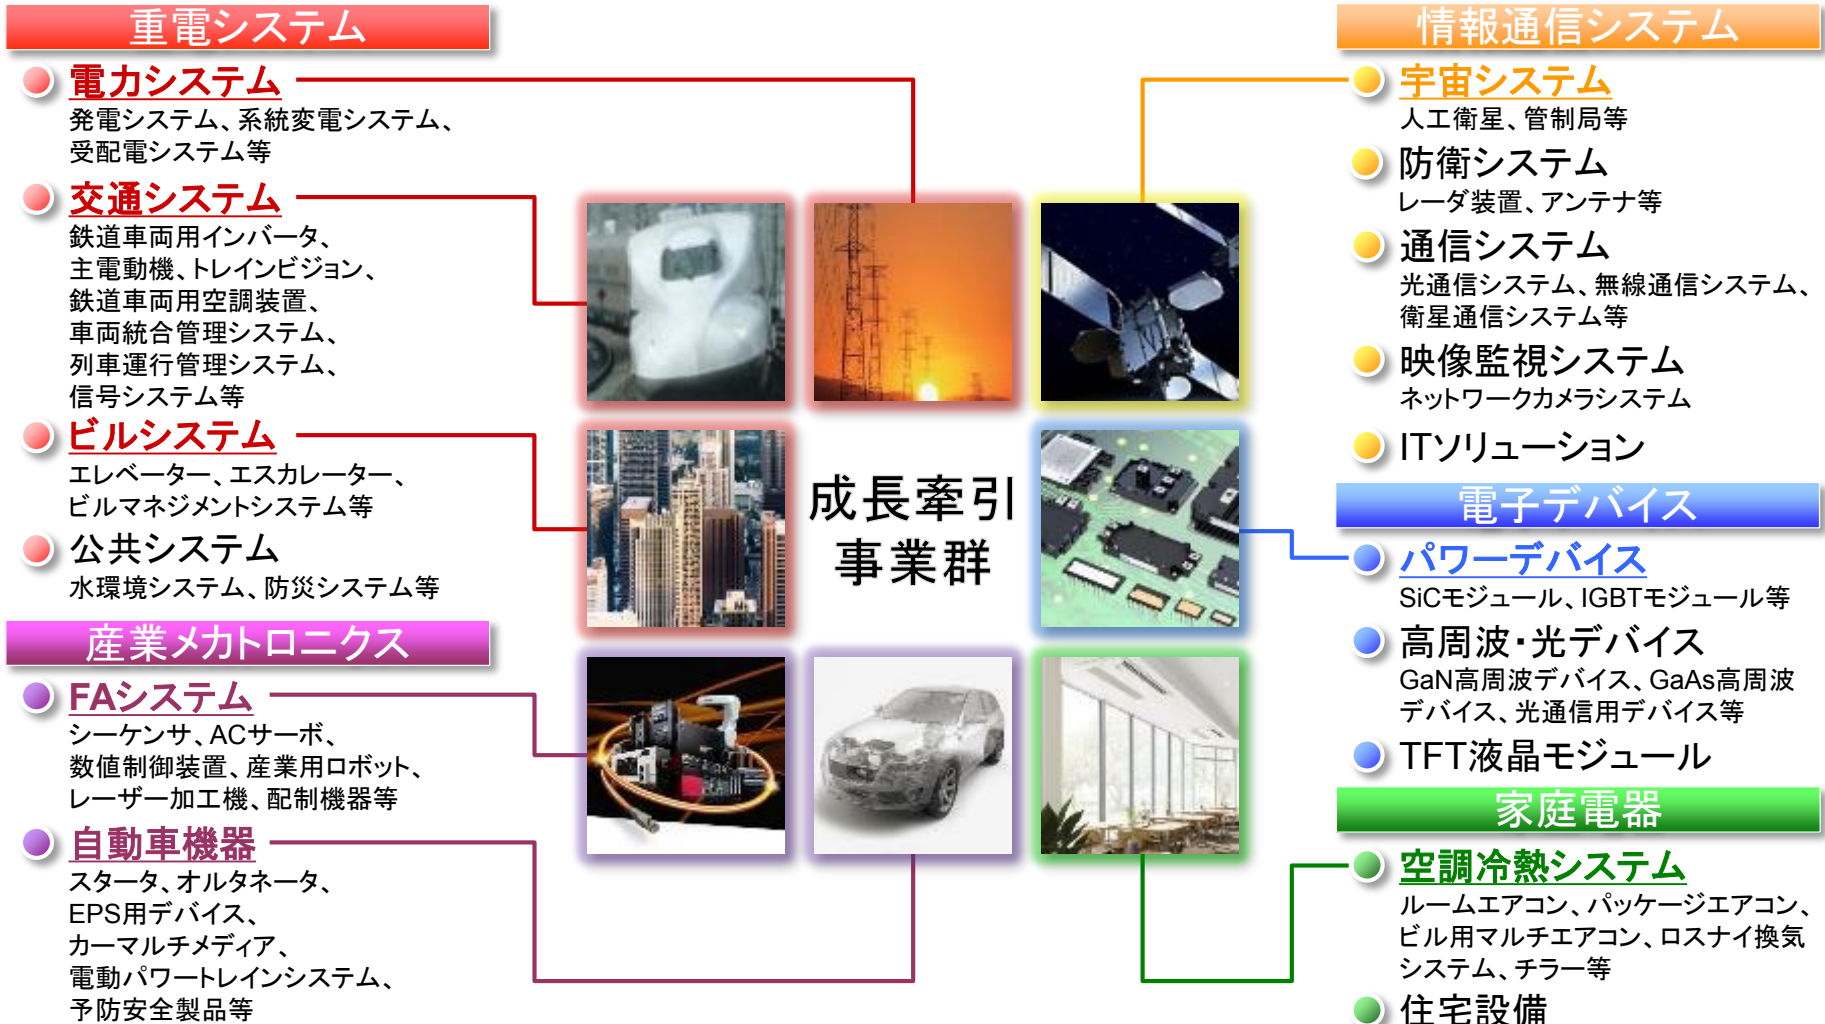 重電システム
電力システム
発電システム、系統変電システム、
受配電システム等
交通システム
鉄道車両用インバータ、
主電動機、トレインビジョン、
鉄道車両用空調装置、
車両統合管理システム、
列車運行管理システム、
信号システム等
ビルシステム
エレベーター、エスカレーター、
ビルマネジメントシステム等
公共システム
水環境システム、防災システム等
産業メカトロニクス
FAシステム
シーケンサ、ACサーボ、
数値制御装置、産業用ロボット、
レーザー加工機、配制機器等
自動車機器
スタータ、オルタネータ、
EPS用デバイス、
カーマルチメディア、
電動パワートレインシステム、
予防安全製品等
成長牽引
事業群
情報通信システム
宇宙システム
人工衛星、管制局等
防衛システム
レーダ装置、アンテナ等
通信システム
光通信システム、無線通信システム、
衛星通信システム等
映像監視システム
ネットワークカメラシステム
ITソリューション
電子デバイス
パワーデバイス
SiCモジュール、IGBTモジュール等
高周波・光デバイス
GaN高周波デバイス、GaAs高周波
デバイス、光通信用デバイス等
TFT液晶モジュール
家庭電器
空調冷熱システム
ルームエアコン、パッケージエアコン、
ビル用マルチエアコン、ロスナイ換気
システム、チラー等
住宅設備